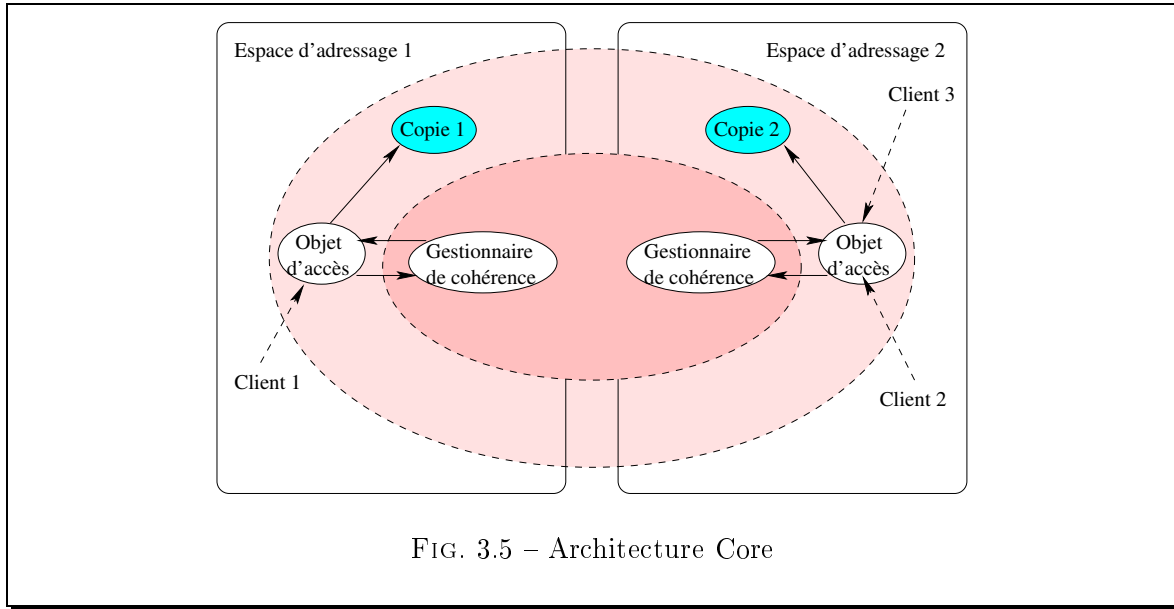 Espace d'adressage 1
Espace d'adressage 2
Client 3
Copie 1
Copie 2
Objet
d'accès
Gestionnaire
de cohérence
Gestionnaire
de cohérence
Objet
d'accès
Client 1
Client 2
FIG. 3.5 – Architecture Core